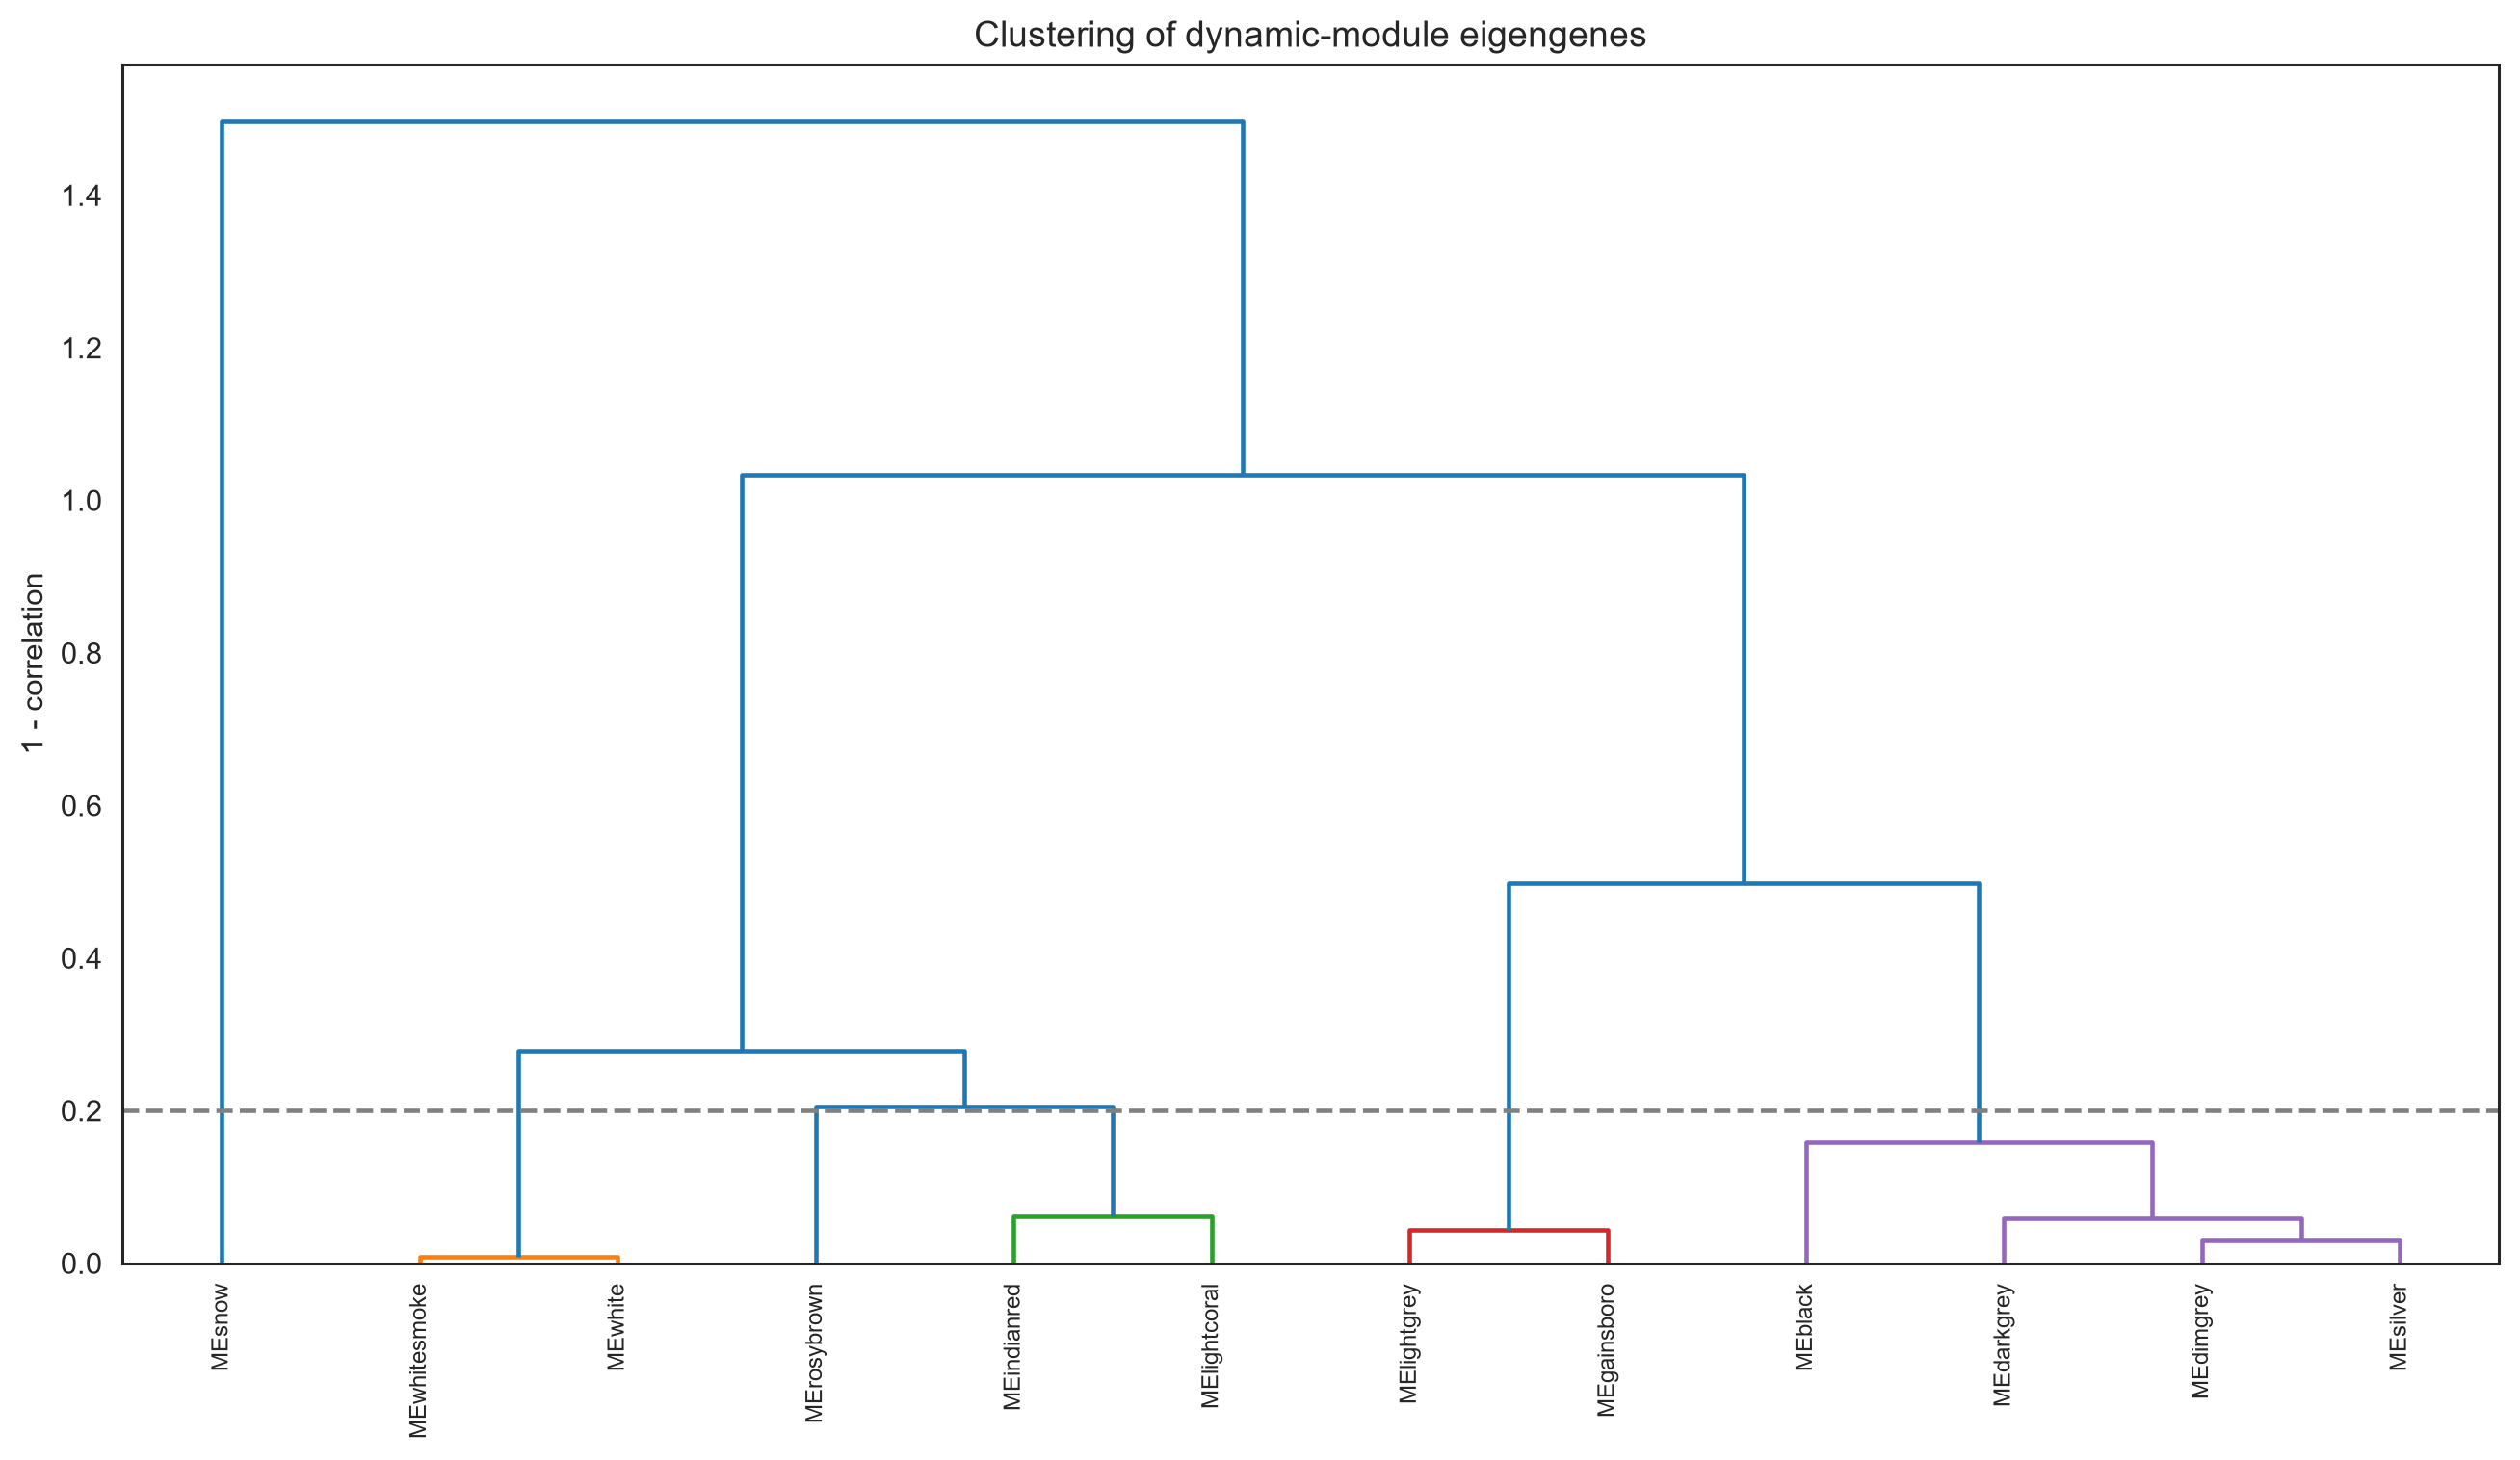 Clustering of dynamic-module eigengenes
1 - correlation
1.4
1.2
1.0
0.8
0.6
0.4
0.2
0.0
MEsnow
MEwhitesmoke
MEwhite
MErosybrown
MEindianred
MElightcoral
MElightgrey
MEgainsboro
MEblack
MEdarkgrey
MEdimgrey
MEsilver